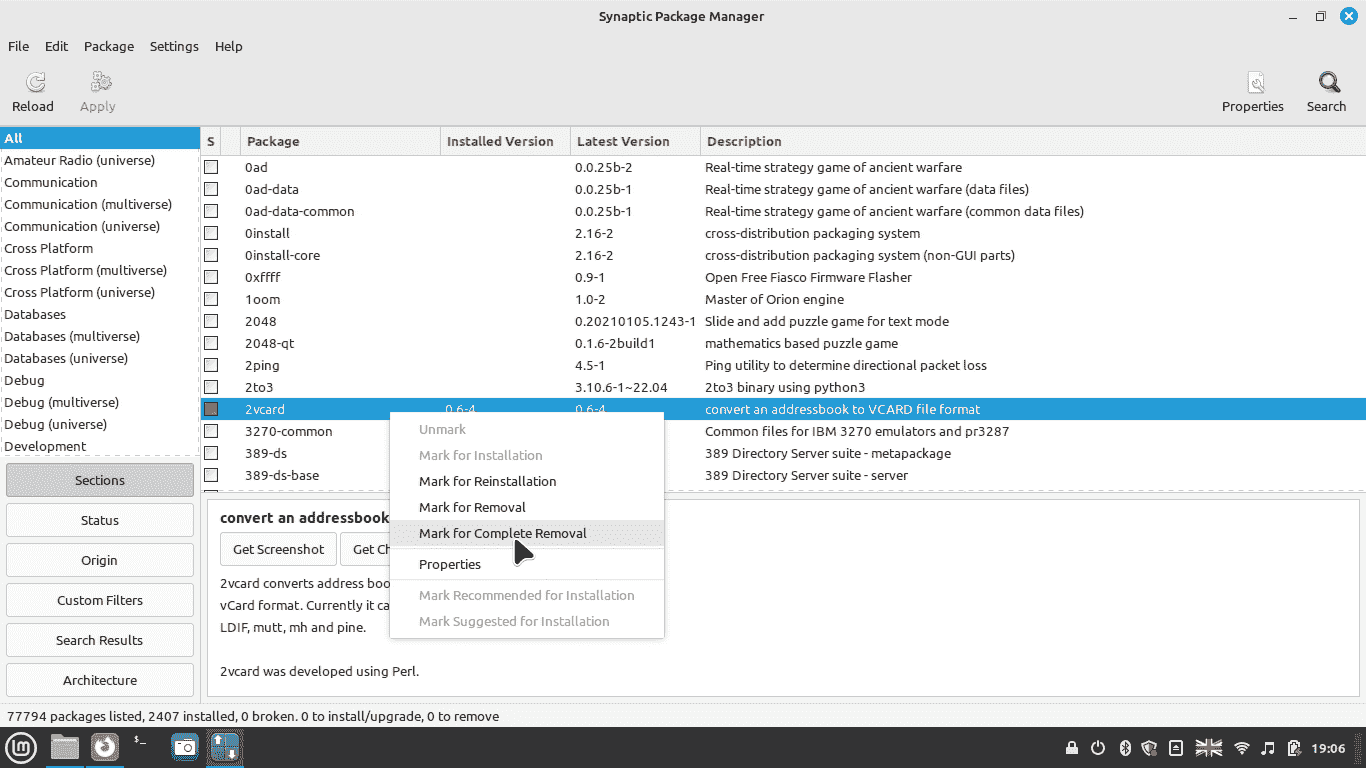 Synaptic Package Manager
File Edit Package Settings Help
Reload Apply Properties Search
All
Amateur Radio (universe)
Communication
Communication (multiverse)
Communication (universe)
Cross Platform
Cross Platform (multiverse)
Cross Platform (universe)
Databases
Databases (multiverse)
Databases (universe)
Debug
Debug (multiverse)
Debug (universe)
Development
Sections
Status
Origin
Custom Filters
Search Results
Architecture
S Package Installed Version Latest Version Description
0ad 0.0.25b-2 Real-time strategy game of ancient warfare
0ad-data 0.0.25b-1 Real-time strategy game of ancient warfare (data files)
0ad-data-common 0.0.25b-1 Real-time strategy game of ancient warfare (common data files)
0install 2.16-2 cross-distribution packaging system
0install-core 2.16-2 cross-distribution packaging system (non-GUI parts)
0xffff 0.9-1 Open Free Fiasco Firmware Flasher
1oom 1.0-2 Master of Orion engine
2048 0.20210105.1243-1 Slide and add puzzle game for text mode
2048-qt 0.1.6-2build1 mathematics based puzzle game
2ping 4.5-1 Ping utility to determine directional packet loss
2to3 3.10.6-1~22.04 2to3 binary using python3
2vcard 0.6-4 0.6-4 convert an addressbook to VCARD file format
3270-common Common files for IBM 3270 emulators and pr3287
389-ds 389 Directory Server suite - metapackage
389-ds-base 389 Directory Server suite - server
Unmark
Mark for Installation
Mark for Reinstallation
Mark for Removal
Mark for Complete Removal
Properties
Mark Recommended for Installation
Mark Suggested for Installation
convert an addressbook
Get Screenshot Get Ch
2vcard converts address boo
vCard format. Currently it ca
LDIF, mutt, mh and pine.
2vcard was developed using Perl.
77794 packages listed, 2407 installed, 0 broken. 0 to install/upgrade, 0 to remove
19:06